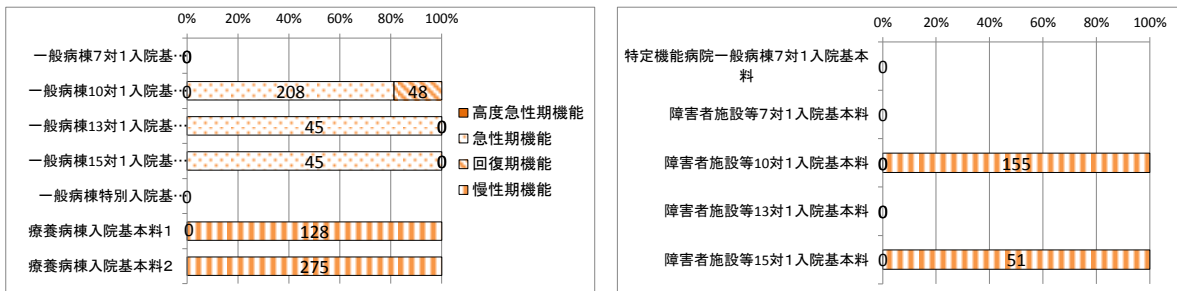 0% 20% 40% 60% 80% 100%
一般病棟7対1入院基… 0
一般病棟10対1入院基… 0 208 48
一般病棟13対1入院基… 45 0
一般病棟15対1入院基… 45 0
一般病棟特別入院基… 0
療養病棟入院基本料1 0 128
療養病棟入院基本料2 275
高度急性期機能
急性期機能
回復期機能
慢性期機能
0% 20% 40% 60% 80% 100%
特定機能病院一般病棟7対1入院基本
料 0
障害者施設等7対1入院基本料 0
障害者施設等10対1入院基本料 0 155
障害者施設等13対1入院基本料 0
障害者施設等15対1入院基本料 0 51